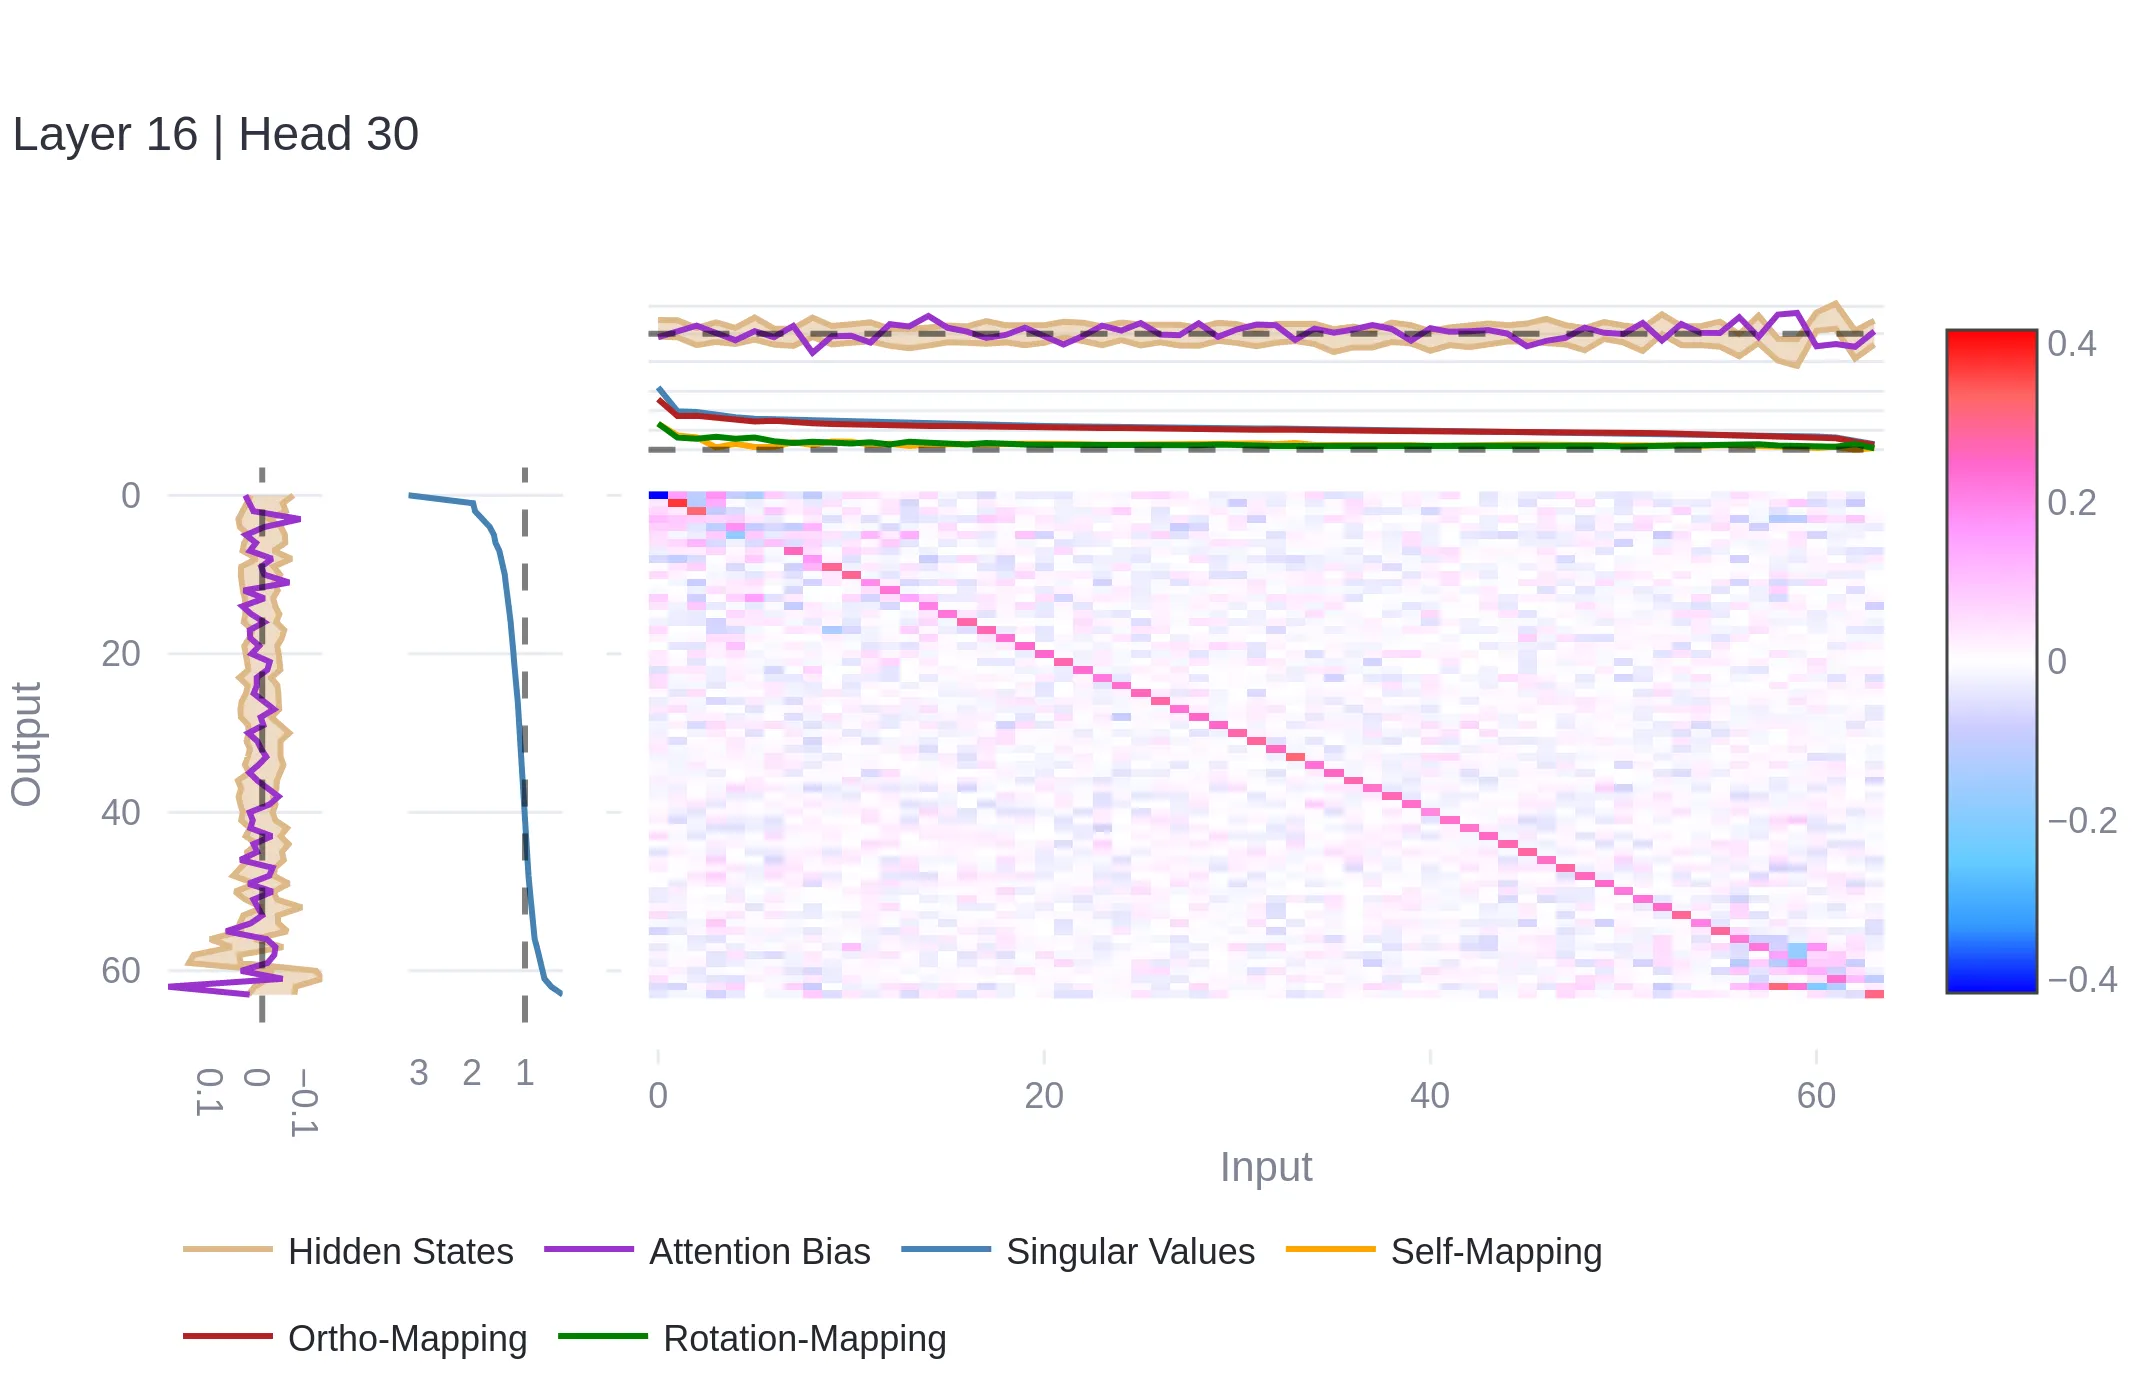 Layer 16 | Head 30
0
20
40
60
Output
0.1
0
−0.1
3
2
1
0
20
40
60
Input
0.4
0.2
0
−0.2
−0.4
Hidden States
Attention Bias
Singular Values
Self-Mapping
Ortho-Mapping
Rotation-Mapping